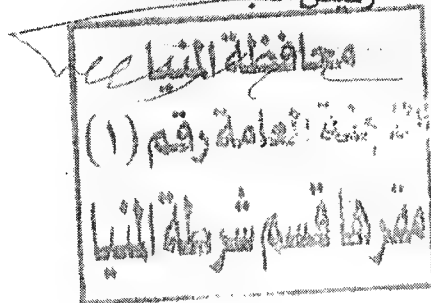 محافظة المنيا
اللجنة العامة رقم (١)
مقرها قسم شرطة المنيا